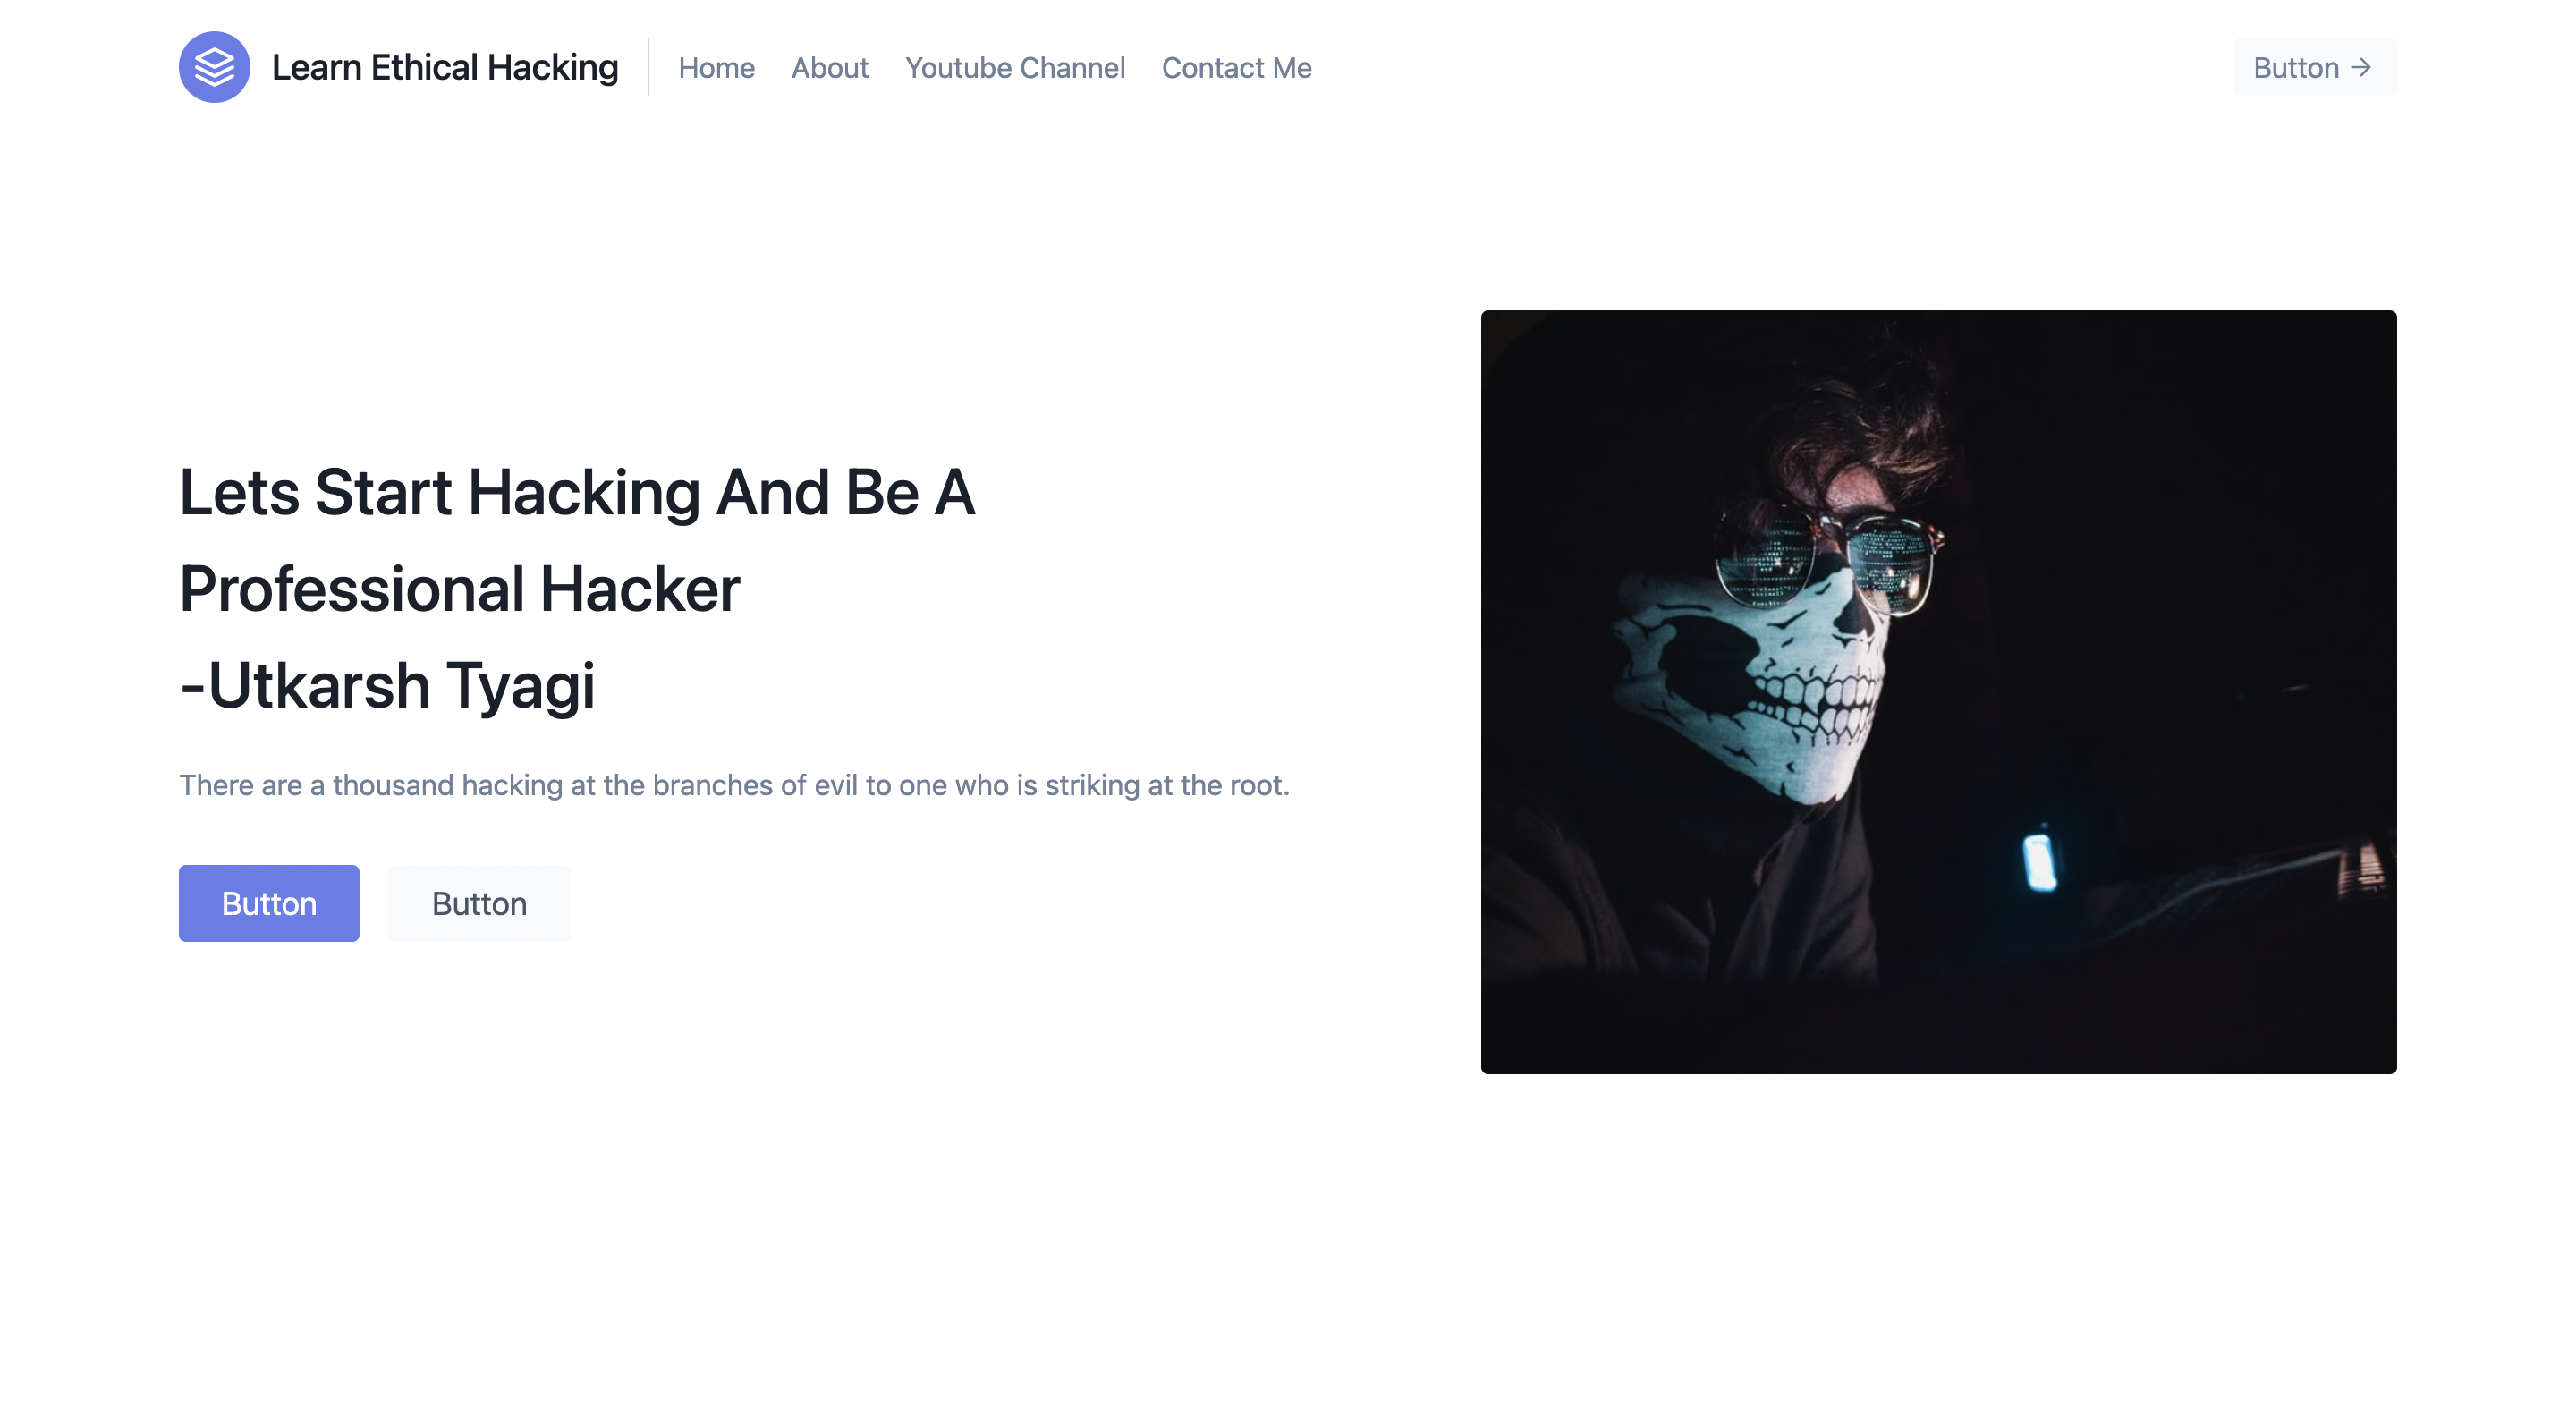 Learn Ethical Hacking
Home
About
Youtube Channel
Contact Me
Button →
Lets Start Hacking And Be A
Professional Hacker
-Utkarsh Tyagi
There are a thousand hacking at the branches of evil to one who is striking at the root.
Button
Button